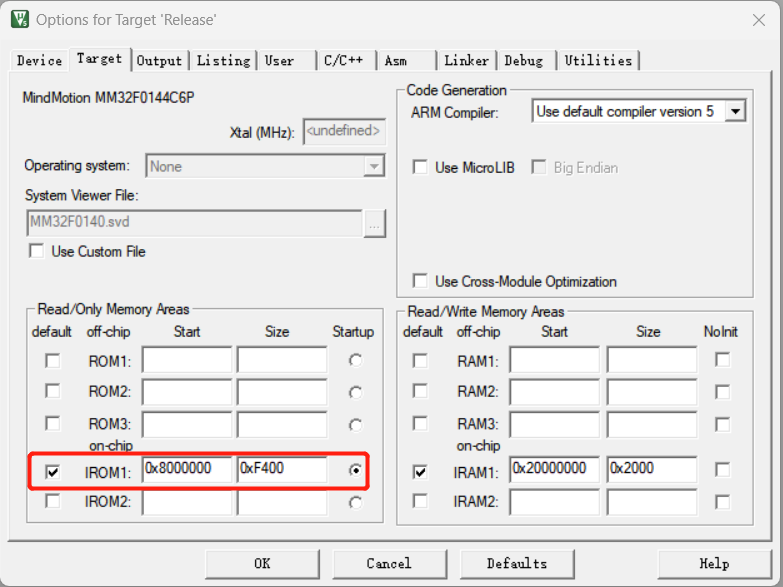 Options for Target 'Release'
Device Target Output Listing User C/C++ Asm Linker Debug Utilities
MindMotion MM32F0144C6P
Xtal (MHz): <undefined>
Operating system: None
System Viewer File:
MM32F0140.svd ...
Use Custom File
Code Generation
ARM Compiler: Use default compiler version 5
Use MicroLIB Big Endian
Use Cross-Module Optimization
Read/Only Memory Areas
default off-chip Start Size Startup
ROM1:
ROM2:
ROM3:
on-chip
IROM1: 0x8000000 0xF400
IROM2:
Read/Write Memory Areas
default off-chip Start Size NoInit
RAM1:
RAM2:
RAM3:
on-chip
IRAM1: 0x20000000 0x2000
IRAM2:
OK Cancel Defaults Help